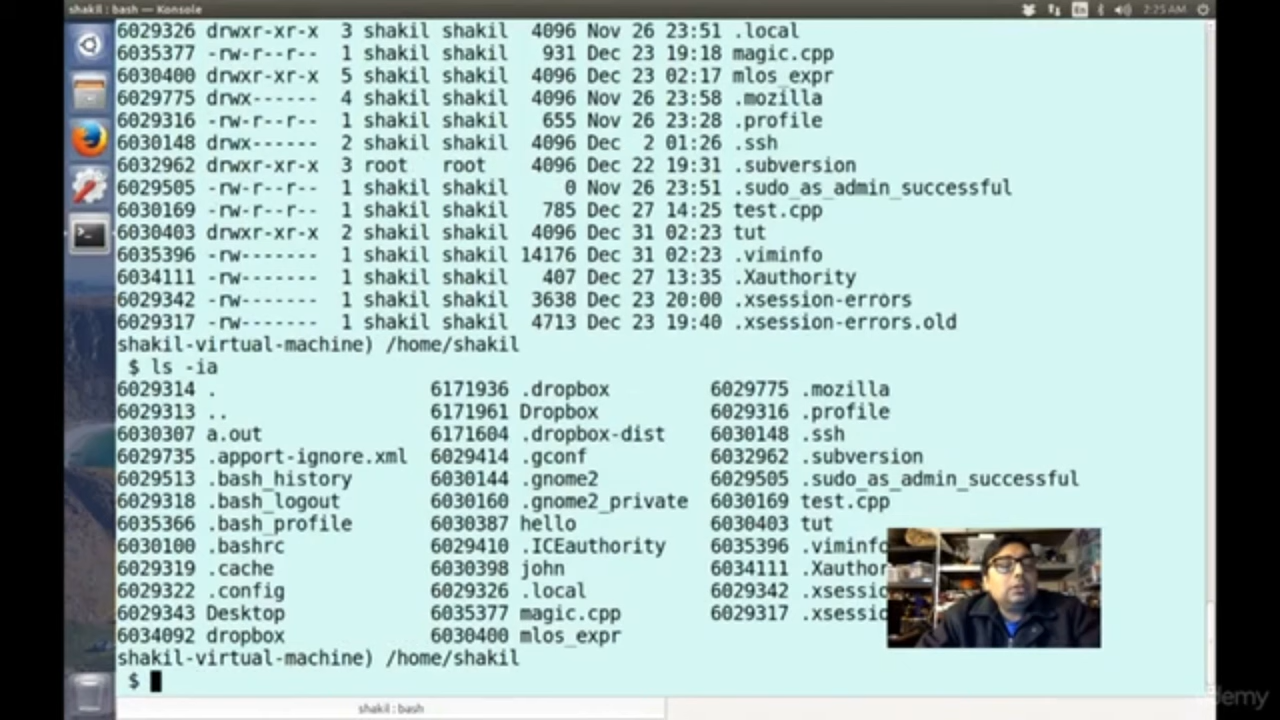 shakil : bash — Konsole
En
2:25 AM
6029326 drwxr-xr-x 3 shakil shakil 4096 Nov 26 23:51 .local
6035377 -rw-r--r-- 1 shakil shakil 931 Dec 23 19:18 magic.cpp
6030400 drwxr-xr-x 5 shakil shakil 4096 Dec 23 02:17 mlos_expr
6029775 drwx------ 4 shakil shakil 4096 Nov 26 23:58 .mozilla
6029316 -rw-r--r-- 1 shakil shakil 655 Nov 26 23:28 .profile
6030148 drwx------ 2 shakil shakil 4096 Dec 2 01:26 .ssh
6032962 drwxr-xr-x 3 root root 4096 Dec 22 19:31 .subversion
6029505 -rw-r--r-- 1 shakil shakil 0 Nov 26 23:51 .sudo_as_admin_successful
6030169 -rw-r--r-- 1 shakil shakil 785 Dec 27 14:25 test.cpp
6030403 drwxr-xr-x 2 shakil shakil 4096 Dec 31 02:23 tut
6035396 -rw------- 1 shakil shakil 14176 Dec 31 02:23 .viminfo
6034111 -rw------- 1 shakil shakil 407 Dec 27 13:35 .Xauthority
6029342 -rw------- 1 shakil shakil 3638 Dec 23 20:00 .xsession-errors
6029317 -rw------- 1 shakil shakil 4713 Dec 23 19:40 .xsession-errors.old
shakil-virtual-machine) /home/shakil
$ ls -ia
6029314 . 6171936 .dropbox 6029775 .mozilla
6029313 .. 6171961 Dropbox 6029316 .profile
6030307 a.out 6171604 .dropbox-dist 6030148 .ssh
6029735 .apport-ignore.xml 6029414 .gconf 6032962 .subversion
6029513 .bash_history 6030144 .gnome2 6029505 .sudo_as_admin_successful
6029318 .bash_logout 6030160 .gnome2_private 6030169 test.cpp
6035366 .bash_profile 6030387 hello 6030403 tut
6030100 .bashrc 6029410 .ICEauthority 6035396 .viminfo
6029319 .cache 6030398 john 6034111 .Xauthor
6029322 .config 6029326 .local 6029342 .xsessi
6029343 Desktop 6035377 magic.cpp 6029317 .xsessi
6034092 dropbox 6030400 mlos_expr
shakil-virtual-machine) /home/shakil
$
shakil : bash
udemy